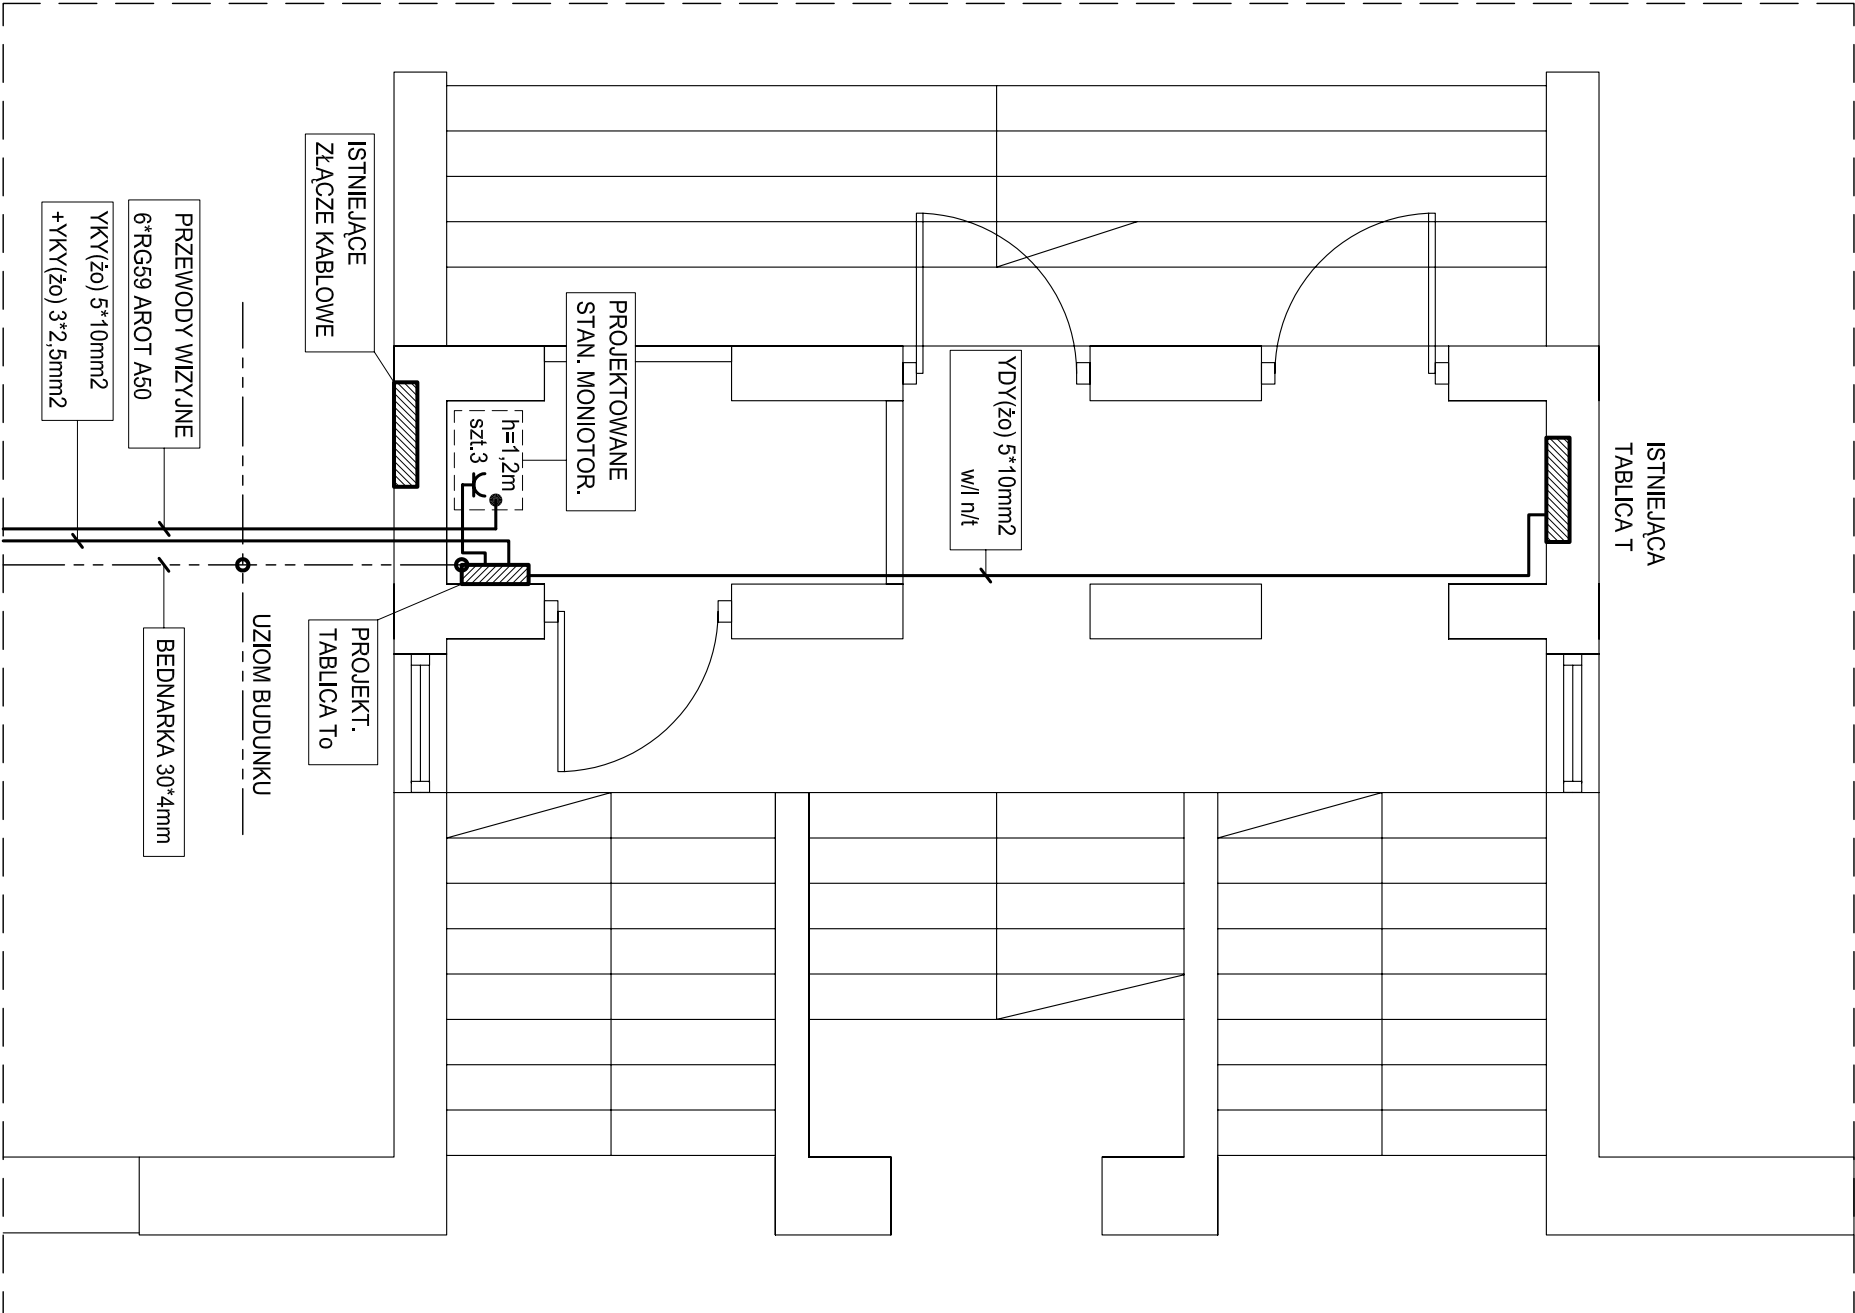 ISTNIEJĄCA
TABLICA T
YDY(żo) 5*10mm2
w/l n/t
PROJEKTOWANE
STAN. MONIOTOR.
h=1,2m
szt.3
ISTNIEJĄCE
ZŁĄCZE KABLOWE
PROJEKT.
TABLICA To
UZIOM BUDUNKU
PRZEWODY WIZYJNE
6*RG59 AROT A50
BEDNARKA 30*4mm
YKY(żo) 5*10mm2
+YKY(żo) 3*2,5mm2